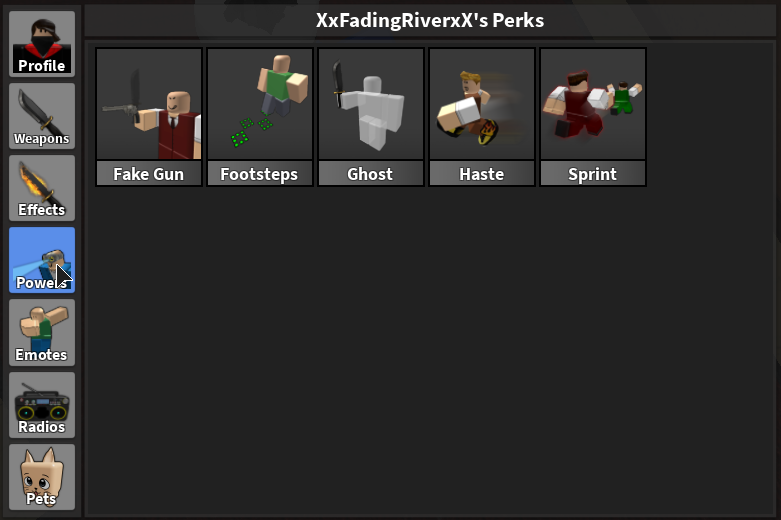 XxFadingRiverxX's Perks
Profile
Weapons
Effects
Powers
Emotes
Radios
Pets
Fake Gun
Footsteps
Ghost
Haste
Sprint